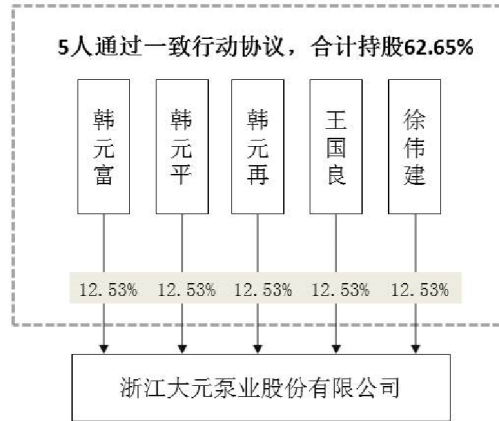 5人通过一致行动协议，合计持股62.65%
韩元富
韩元平
韩元再
王国良
徐伟建
12.53% 12.53% 12.53% 12.53% 12.53%
浙江大元泵业股份有限公司